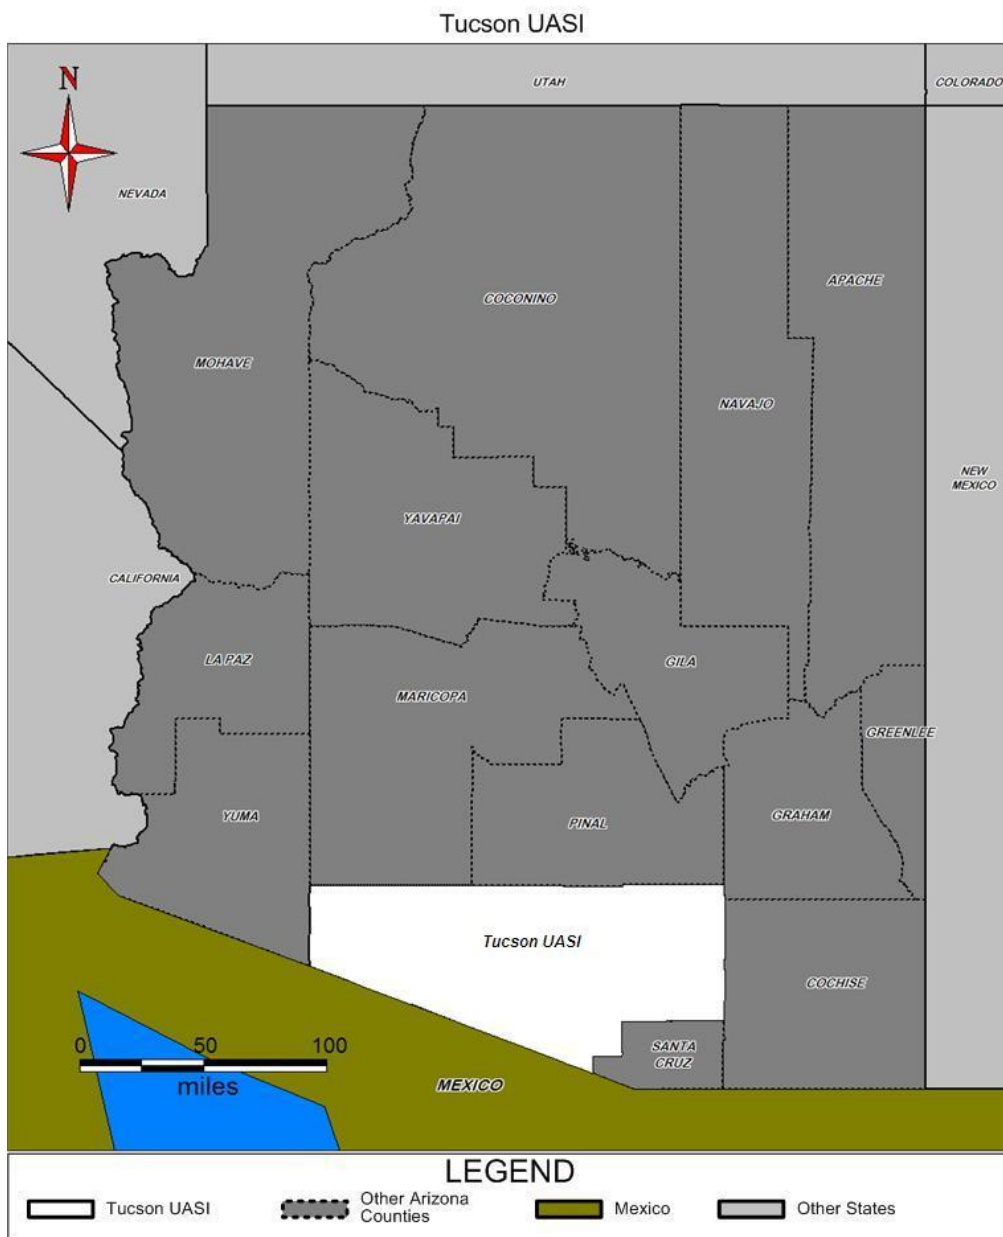 Tucson UASI
UTAH
COLORADO
N
NEVADA
APACHE
COCONINO
MOHAVE
NAVAJO
NEW
MEXICO
YAVAPAI
CALIFORNIA
LA PAZ
GILA
MARICOPA
GREENLEE
YUMA
PINAL
GRAHAM
Tucson UASI
COCHISE
SANTA
CRUZ
0 50 100
miles
MEXICO
LEGEND
Tucson UASI
Other Arizona
Counties
Mexico
Other States